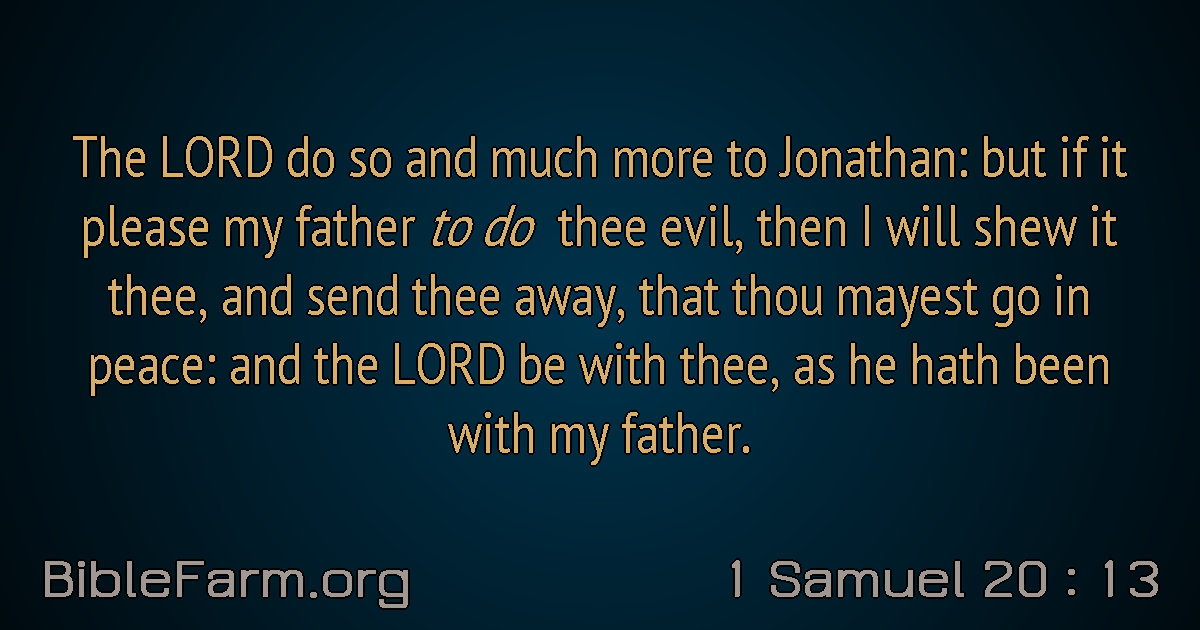 The LORD do so and much more to Jonathan: but if it
please my father to do thee evil, then I will shew it
thee, and send thee away, that thou mayest go in
peace: and the LORD be with thee, as he hath been
with my father.
BibleFarm.org
1 Samuel 20 : 13